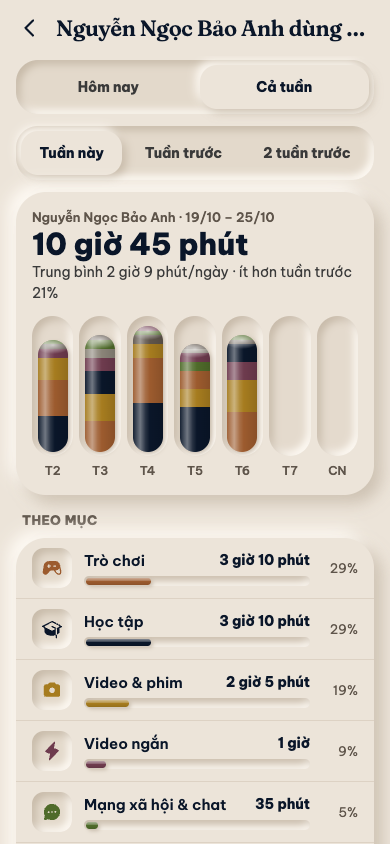 Nguyễn Ngọc Bảo Anh dùng ...
Hôm nay
Cả tuần
Tuần này
Tuần trước
2 tuần trước
Nguyễn Ngọc Bảo Anh · 19/10 – 25/10
10 giờ 45 phút
Trung bình 2 giờ 9 phút/ngày · ít hơn tuần trước
21%
T2 T3 T4 T5 T6 T7 CN
THEO MỤC
Trò chơi 3 giờ 10 phút 29%
Học tập 3 giờ 10 phút 29%
Video & phim 2 giờ 5 phút 19%
Video ngắn 1 giờ 9%
Mạng xã hội & chat 35 phút 5%